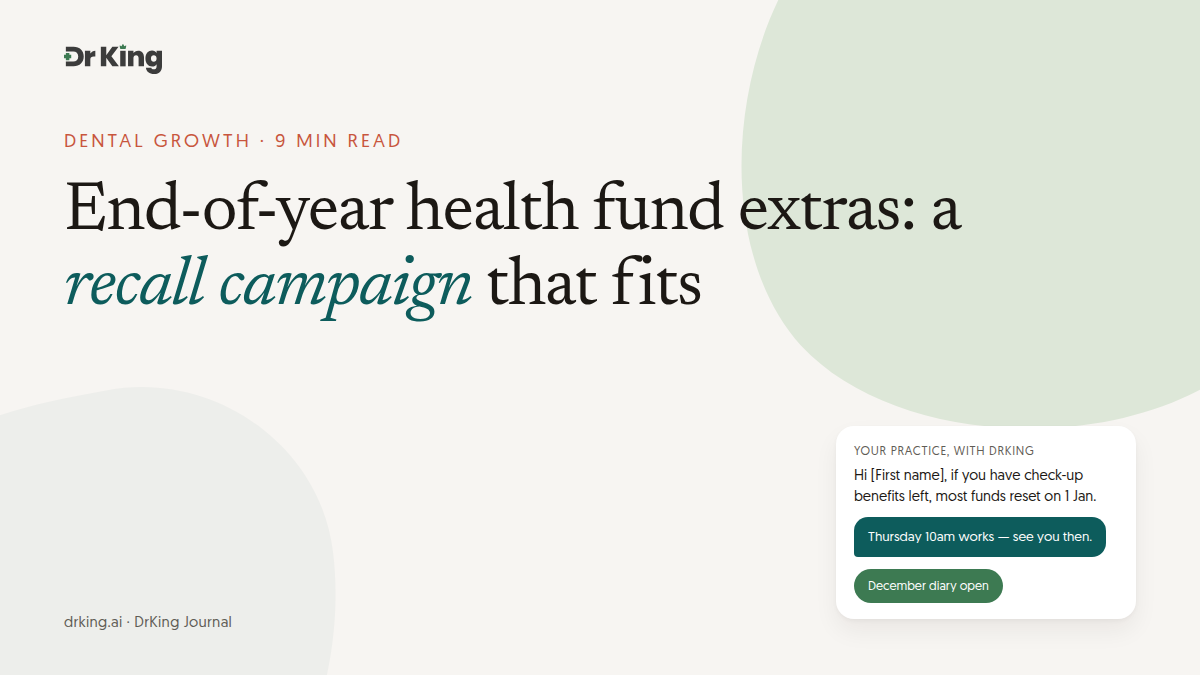 Dr King
DENTAL GROWTH · 9 MIN READ
End-of-year health fund extras: a
recall campaign that fits
YOUR PRACTICE, WITH DRKING
Hi [First name], if you have check-up
benefits left, most funds reset on 1 Jan.
Thursday 10am works — see you then.
December diary open
drking.ai · DrKing Journal